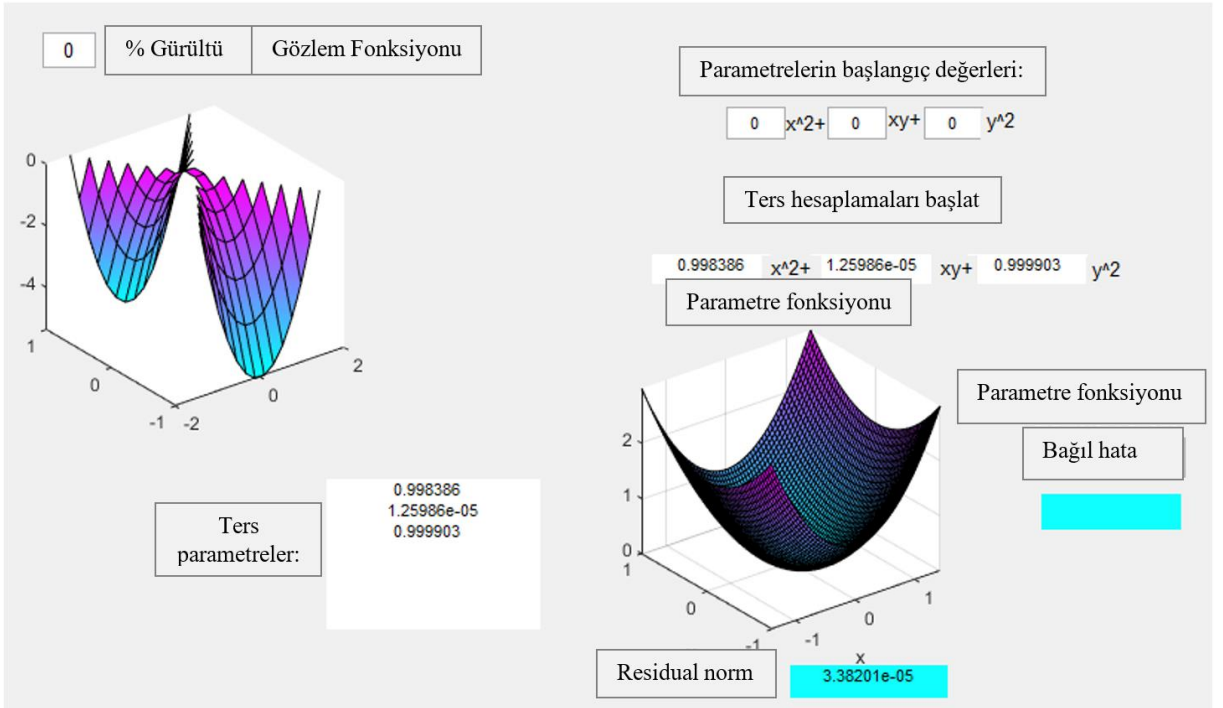 0
% Gürültü
Gözlem Fonksiyonu
0
-2
-4
1
0
-1
-2
0
2
Ters
parametreler:
0.998386
1.25986e-05
0.999903
Parametrelerin başlangıç değerleri:
0 x^2+ 0 xy+ 0 y^2
Ters hesaplamaları başlat
0.998386 x^2+ 1.25986e-05 xy+ 0.999903 y^2
Parametre fonksiyonu
2
1
0
1
0
-1
-1
0
1
x
Parametre fonksiyonu
Bağıl hata
Residual norm
3.38201e-05